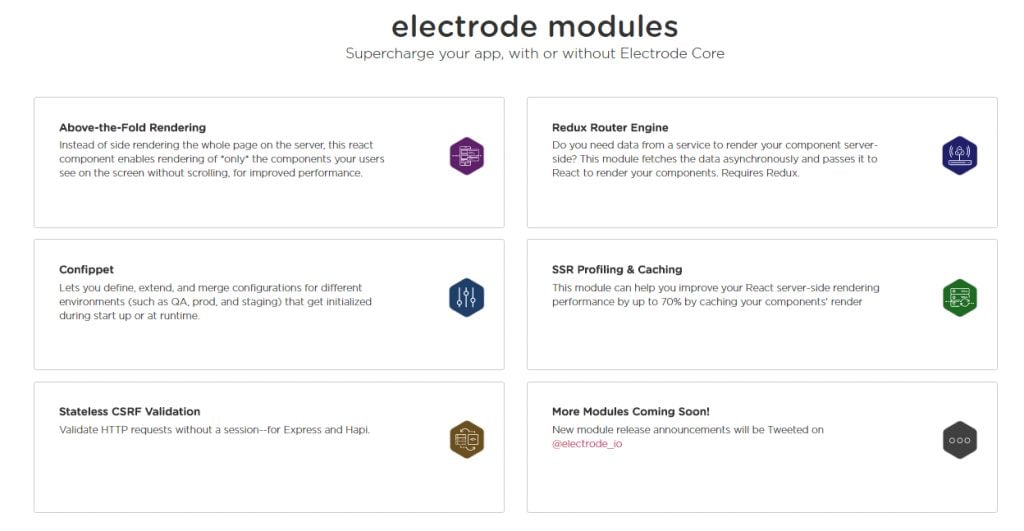 electrode modules
Supercharge your app, with or without Electrode Core
Above-the-Fold Rendering
Instead of side rendering the whole page on the server, this react
component enables rendering of *only* the components your users
see on the screen without scrolling, for improved performance.
Redux Router Engine
Do you need data from a service to render your component server-
side? This module fetches the data asynchronously and passes it to
React to render your components. Requires Redux.
Confippet
Lets you define, extend, and merge configurations for different
environments (such as QA, prod, and staging) that get initialized
during start up or at runtime.
SSR Profiling & Caching
This module can help you improve your React server-side rendering
performance by up to 70% by caching your components' render
Stateless CSRF Validation
Validate HTTP requests without a session--for Express and Hapi.
More Modules Coming Soon!
New module release announcements will be Tweeted on
@electrode_io